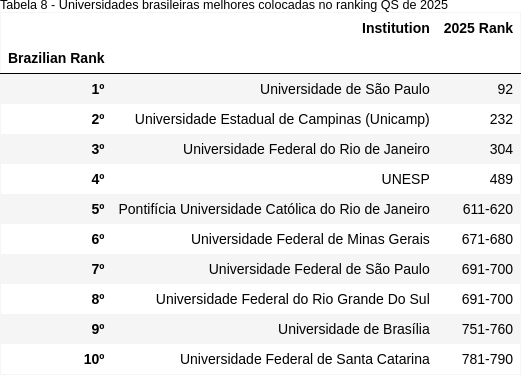 Tabela 8 - Universidades brasileiras melhores colocadas no ranking QS de 2025
Institution 2025 Rank
Brazilian Rank
1º Universidade de São Paulo 92
2º Universidade Estadual de Campinas (Unicamp) 232
3º Universidade Federal do Rio de Janeiro 304
4º UNESP 489
5º Pontifícia Universidade Católica do Rio de Janeiro 611-620
6º Universidade Federal de Minas Gerais 671-680
7º Universidade Federal de São Paulo 691-700
8º Universidade Federal do Rio Grande Do Sul 691-700
9º Universidade de Brasília 751-760
10º Universidade Federal de Santa Catarina 781-790